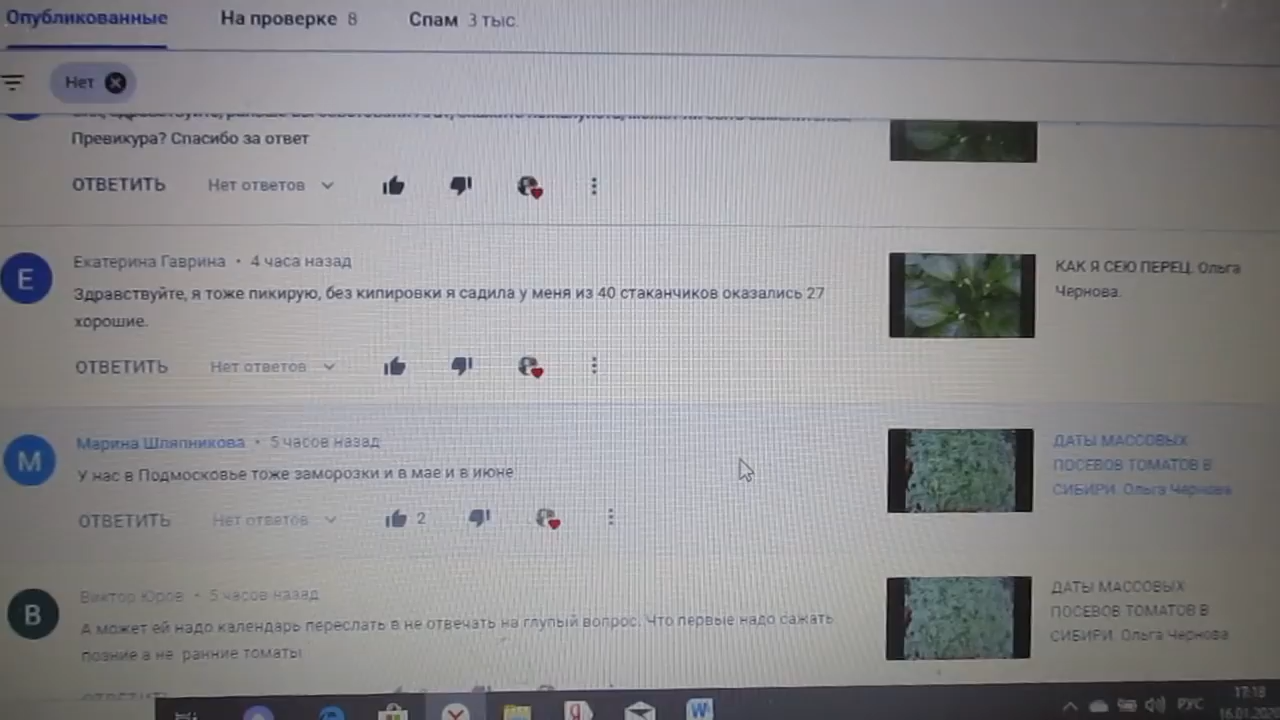 Опубликованные На проверке 8 Спам 3 тыс.
Нет
Превикура? Спасибо за ответ
ОТВЕТИТЬ Нет ответов
Екатерина Гаврина • 4 часа назад
Здравствуйте, я тоже пикирую, без кипировки я садила у меня из 40 стаканчиков оказались 27
хорошие.
КАК Я СЕЮ ПЕРЕЦ. Ольга
Чернова.
Е
ОТВЕТИТЬ Нет ответов
Марина Шляпникова • 5 часов назад
У нас в Подмосковье тоже заморозки и в мае и в июне
ДАТЫ МАССОВЫХ
ПОСЕВОВ ТОМАТОВ В
СИБИРИ. Ольга Чернова
М
ОТВЕТИТЬ Нет ответов 2
Виктор Юров • 5 часов назад
А может ей надо календарь переслать в не отвечать на глупый вопрос. Что первые надо сажать
позние а не ранние томаты
ДАТЫ МАССОВЫХ
ПОСЕВОВ ТОМАТОВ В
СИБИРИ. Ольга Чернова
В
ОТВЕТИТЬ
РУС 17:18